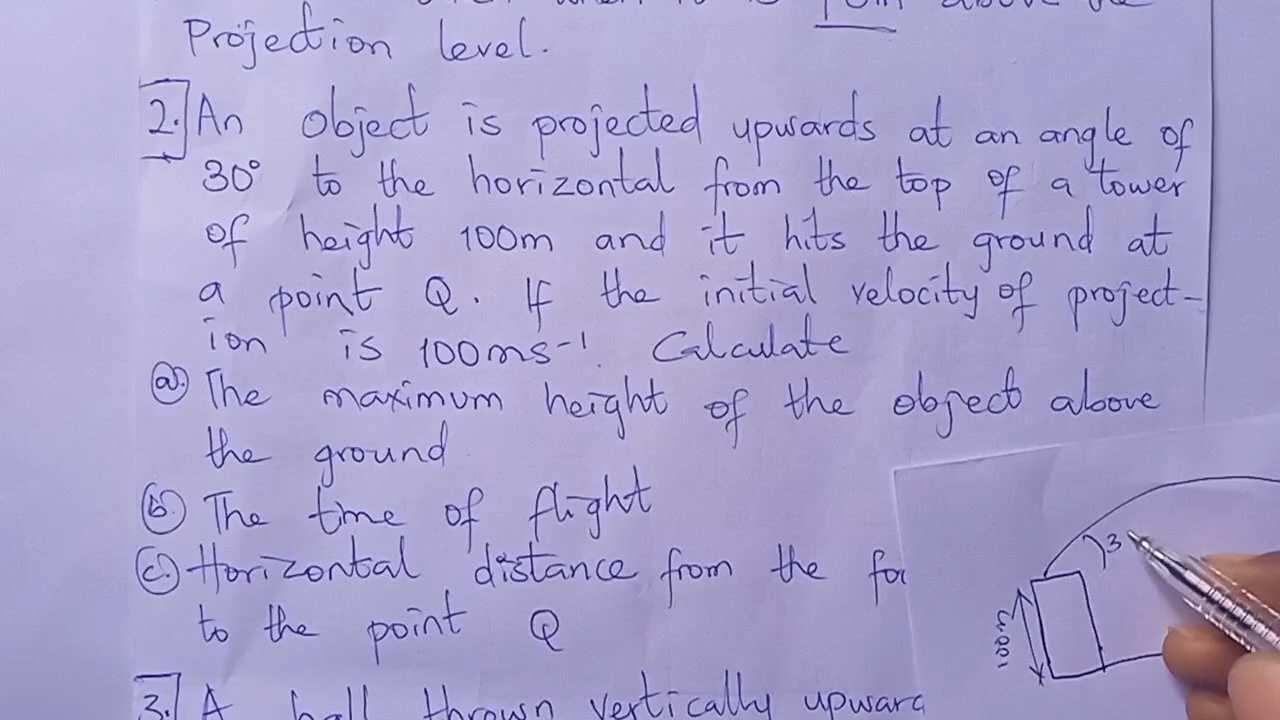 Projection level.
2. An object is projected upwards at an angle of
30° to the horizontal from the top of a tower
of height 100m and it hits the ground at
a point Q. If the initial velocity of project-
ion is 100ms⁻¹. Calculate
a. The maximum height of the object above
the ground
b. The time of flight
c. Horizontal distance from the
to the point Q
3. A ball thrown vertically upward
3
100m